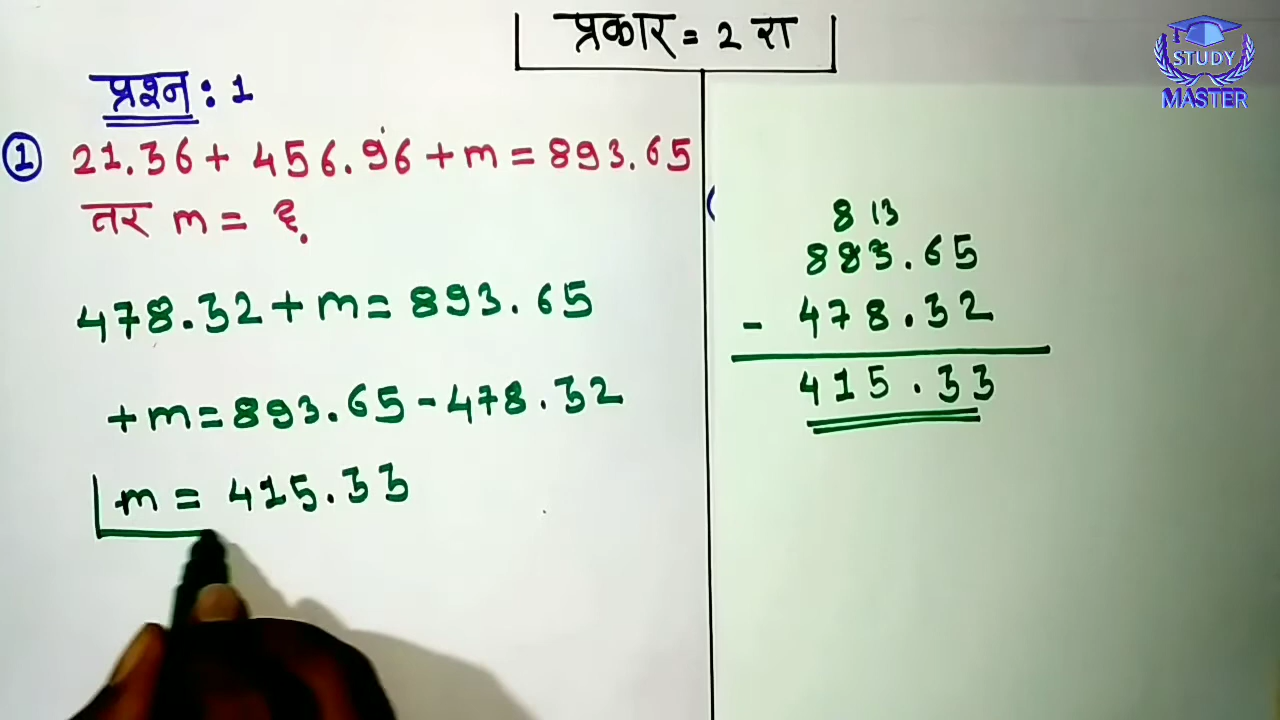 प्रकार = 2 रा
STUDY
MASTER
प्रश्न : 1
① 21.36 + 456.96 + m = 893.65
तर m = ?
478.32 + m = 893.65
+ m = 893.65 - 478.32
m = 415.33
8 13
883.65
- 478.32
415.33